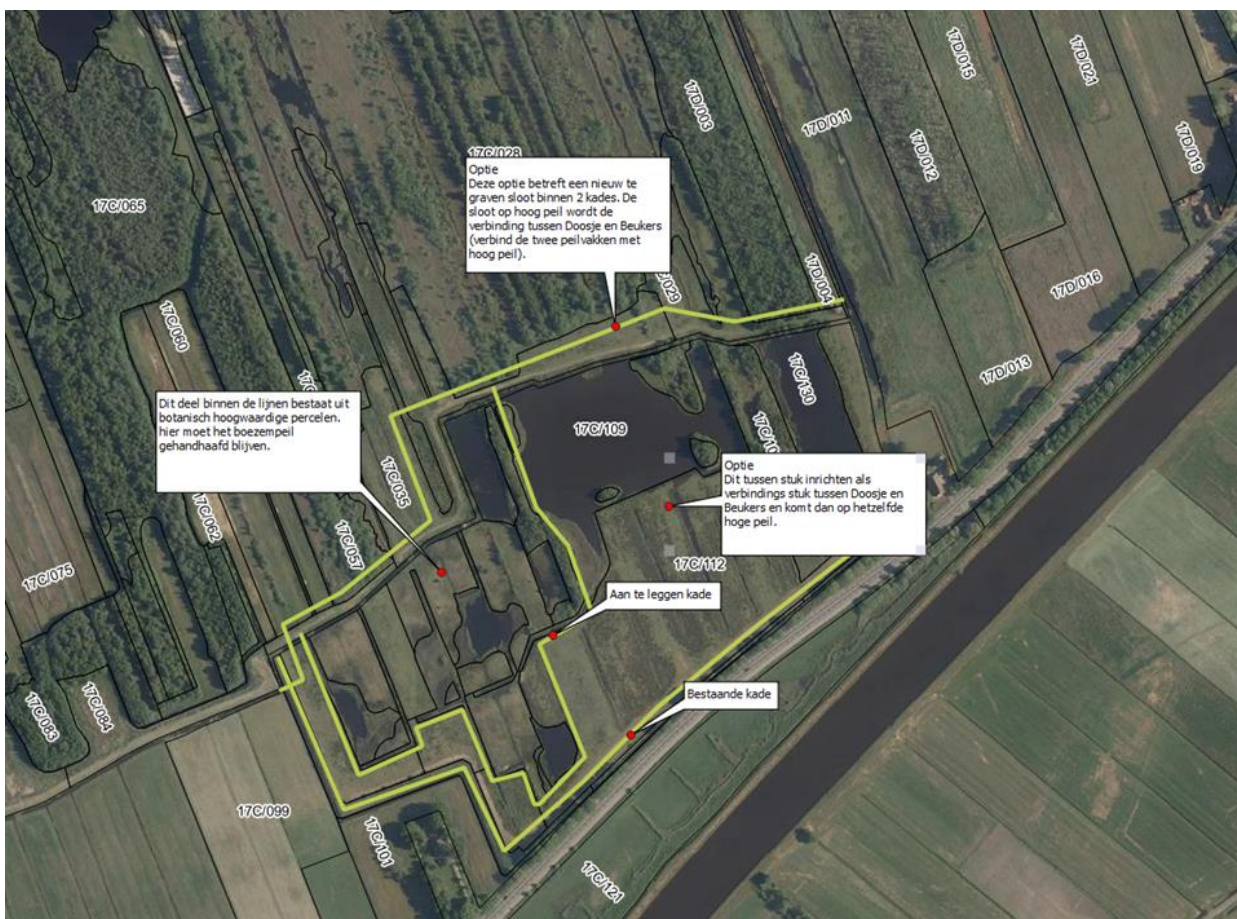 17C/028
17D/003
17D/011
17D/015
17D/021
17D/012
17D/019
17C/065
Optie
Deze optie betreft een nieuw te
graven sloot binnen 2 kades. De
sloot op hoog peil wordt de
verbinding tussen Doosje en Beukers
(verbind de twee peilvakken met
hoog peil).
17D/004
17D/016
17C/060
17D/013
17C/130
Dit deel binnen de lijnen bestaat uit
botanisch hoogwaardige percelen.
hier moet het boezempeil
gehandhaafd blijven.
17C/109
17C/035
Optie
Dit tussen stuk inrichten als
verbindings stuk tussen Doosje en
Beukers en komt dan op hetzelfde
hoge peil.
17C/062
17C/057
17C/112
17C/075
Aan te leggen kade
Bestaande kade
17C/083
17C/084
17C/099
17C/101
17C/121